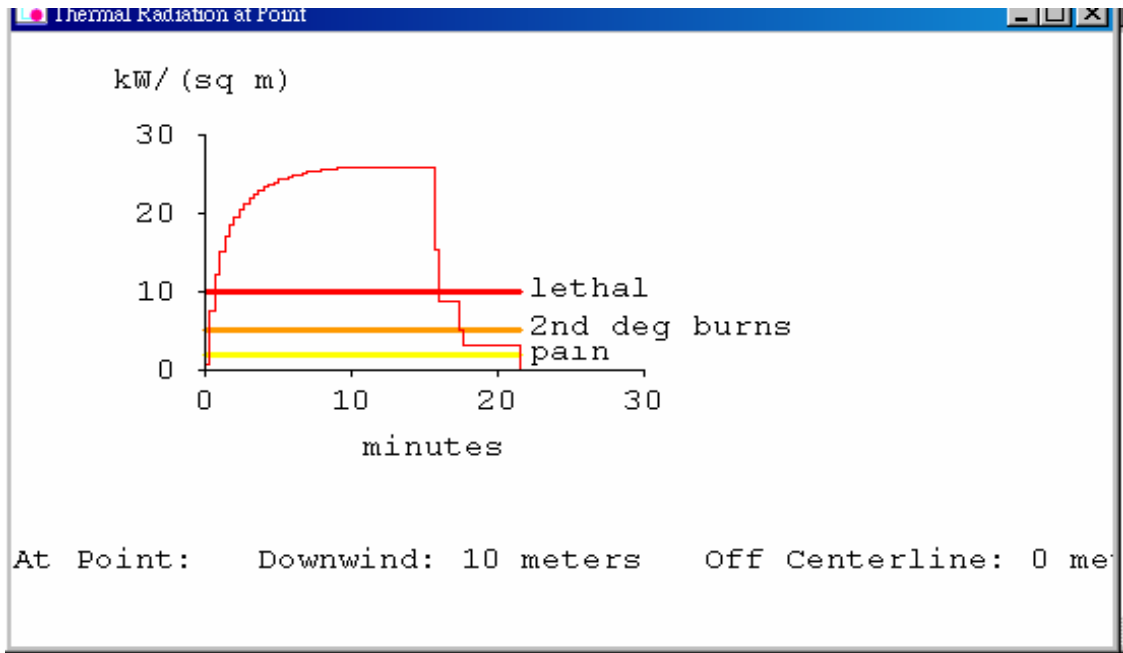 Thermal Radiation at Point
kW/(sq m)
30
20
10
0
lethal
2nd deg burns
pain
0 10 20 30
minutes
At Point: Downwind: 10 meters Off Centerline: 0